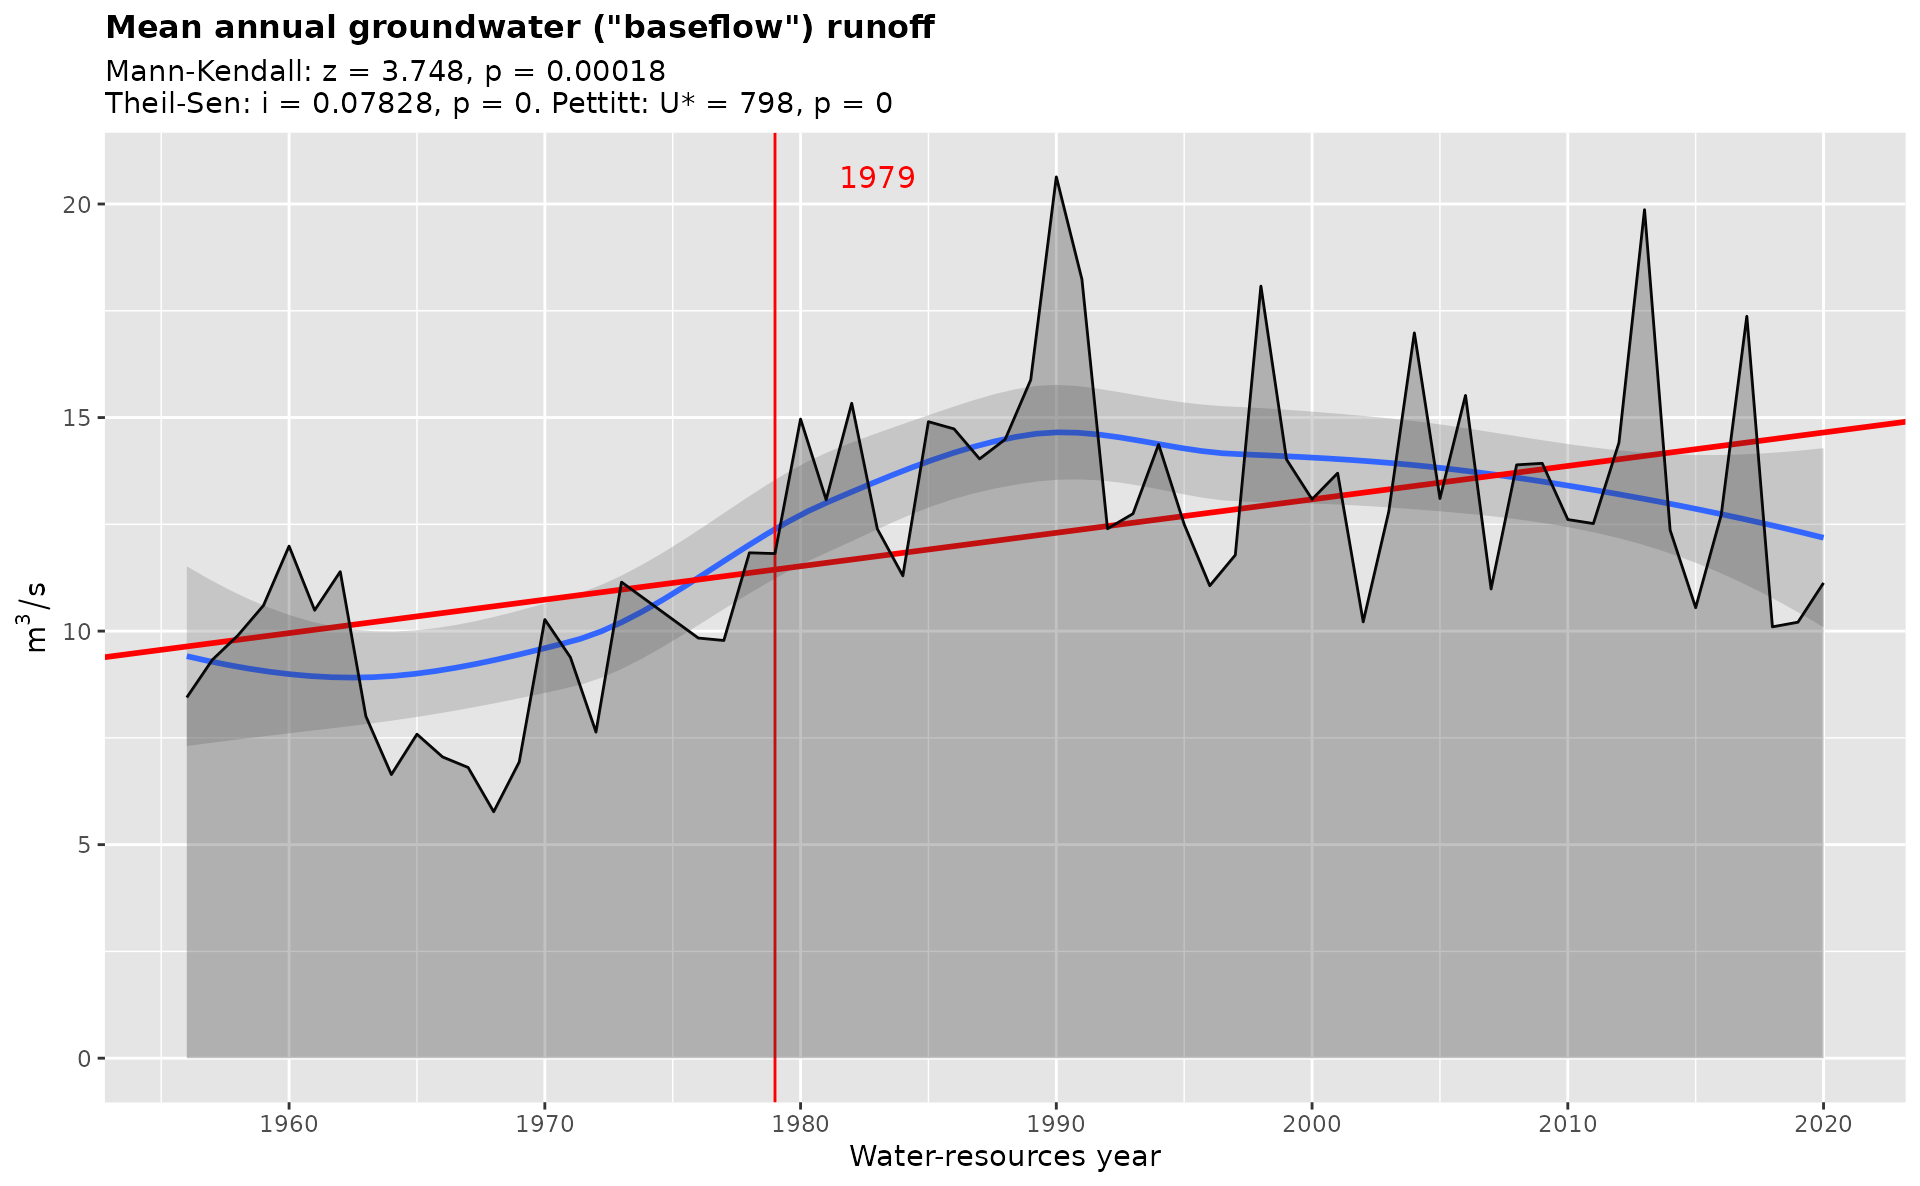 Mean annual groundwater ("baseflow") runoff
Mann-Kendall: z = 3.748, p = 0.00018
Theil-Sen: i = 0.07828, p = 0. Pettitt: U* = 798, p = 0
1979
20
15
10
5
0
m³/s
1960 1970 1980 1990 2000 2010 2020
Water-resources year